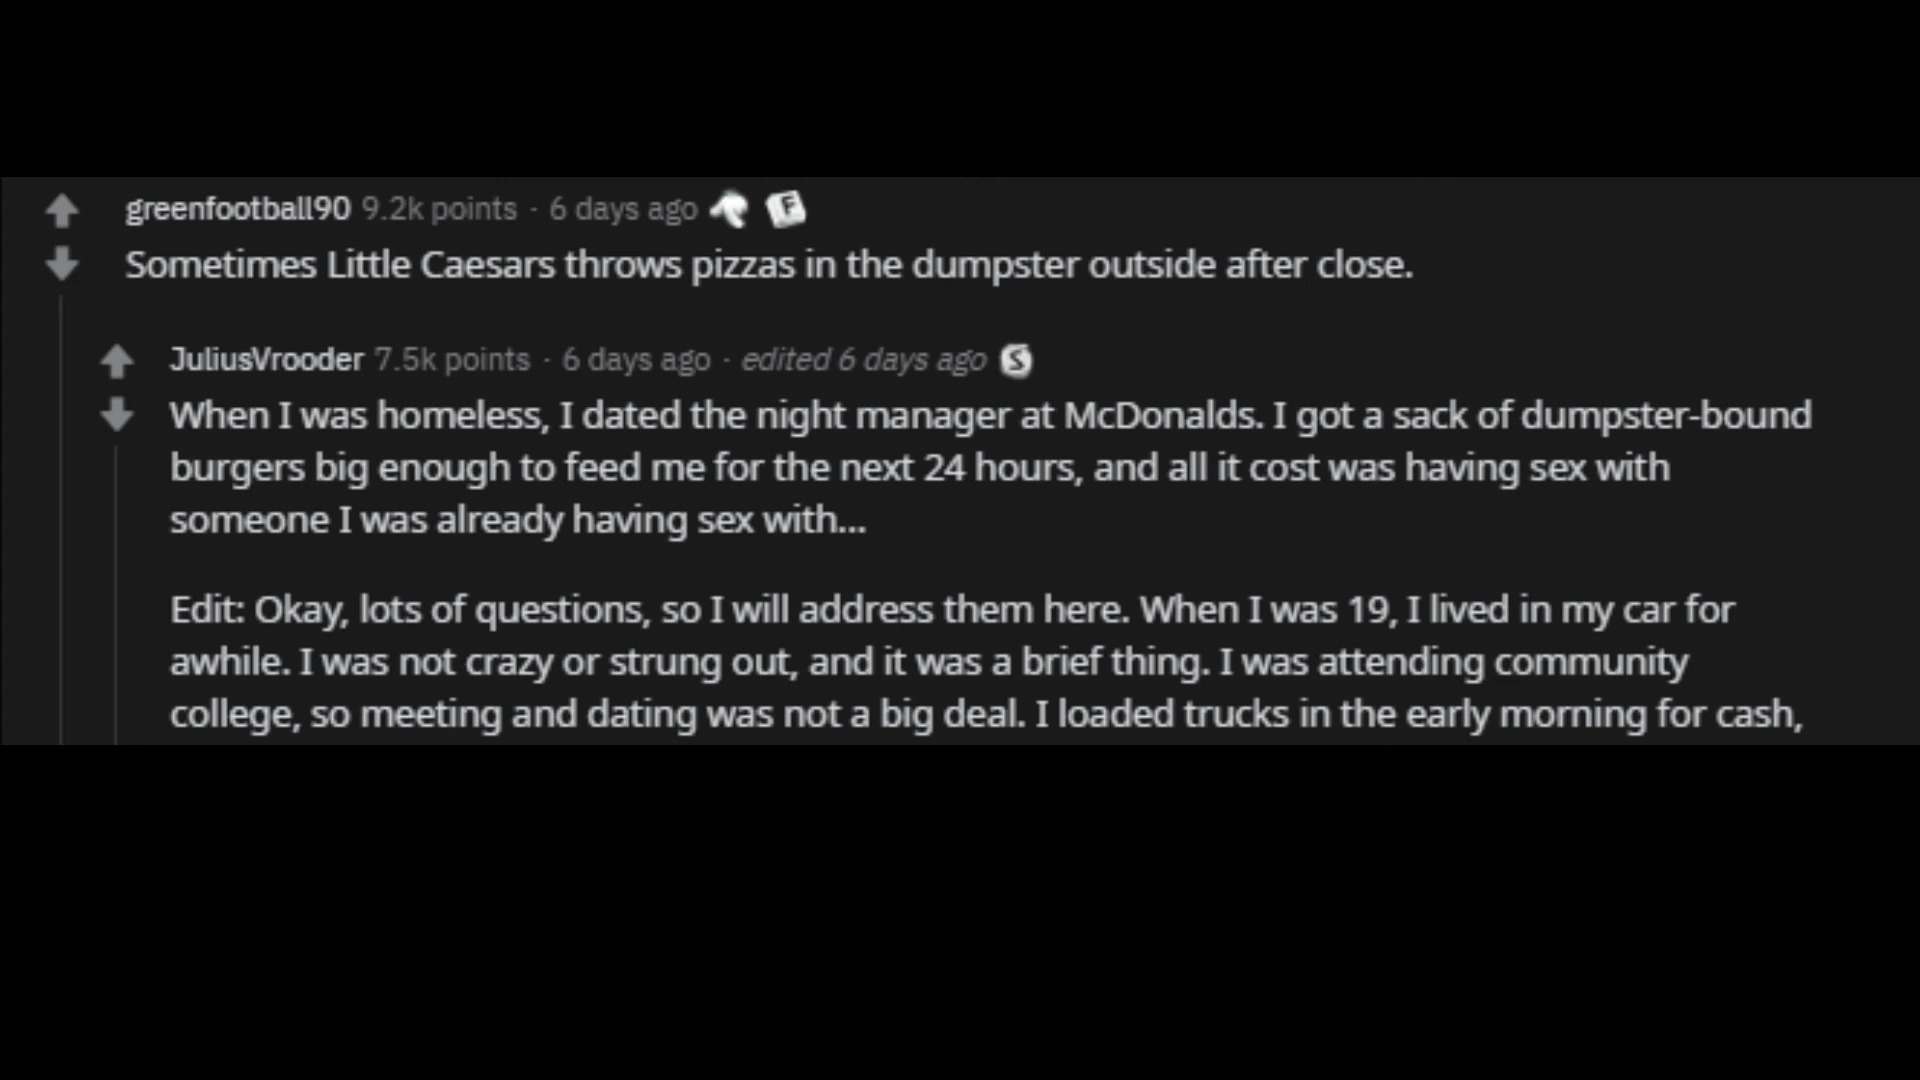 greenfootball90 9.2k points · 6 days ago F
Sometimes Little Caesars throws pizzas in the dumpster outside after close.
JuliusVrooder 7.5k points · 6 days ago · edited 6 days ago S
When I was homeless, I dated the night manager at McDonalds. I got a sack of dumpster-bound
burgers big enough to feed me for the next 24 hours, and all it cost was having sex with
someone I was already having sex with...
Edit: Okay, lots of questions, so I will address them here. When I was 19, I lived in my car for
awhile. I was not crazy or strung out, and it was a brief thing. I was attending community
college, so meeting and dating was not a big deal. I loaded trucks in the early morning for cash,